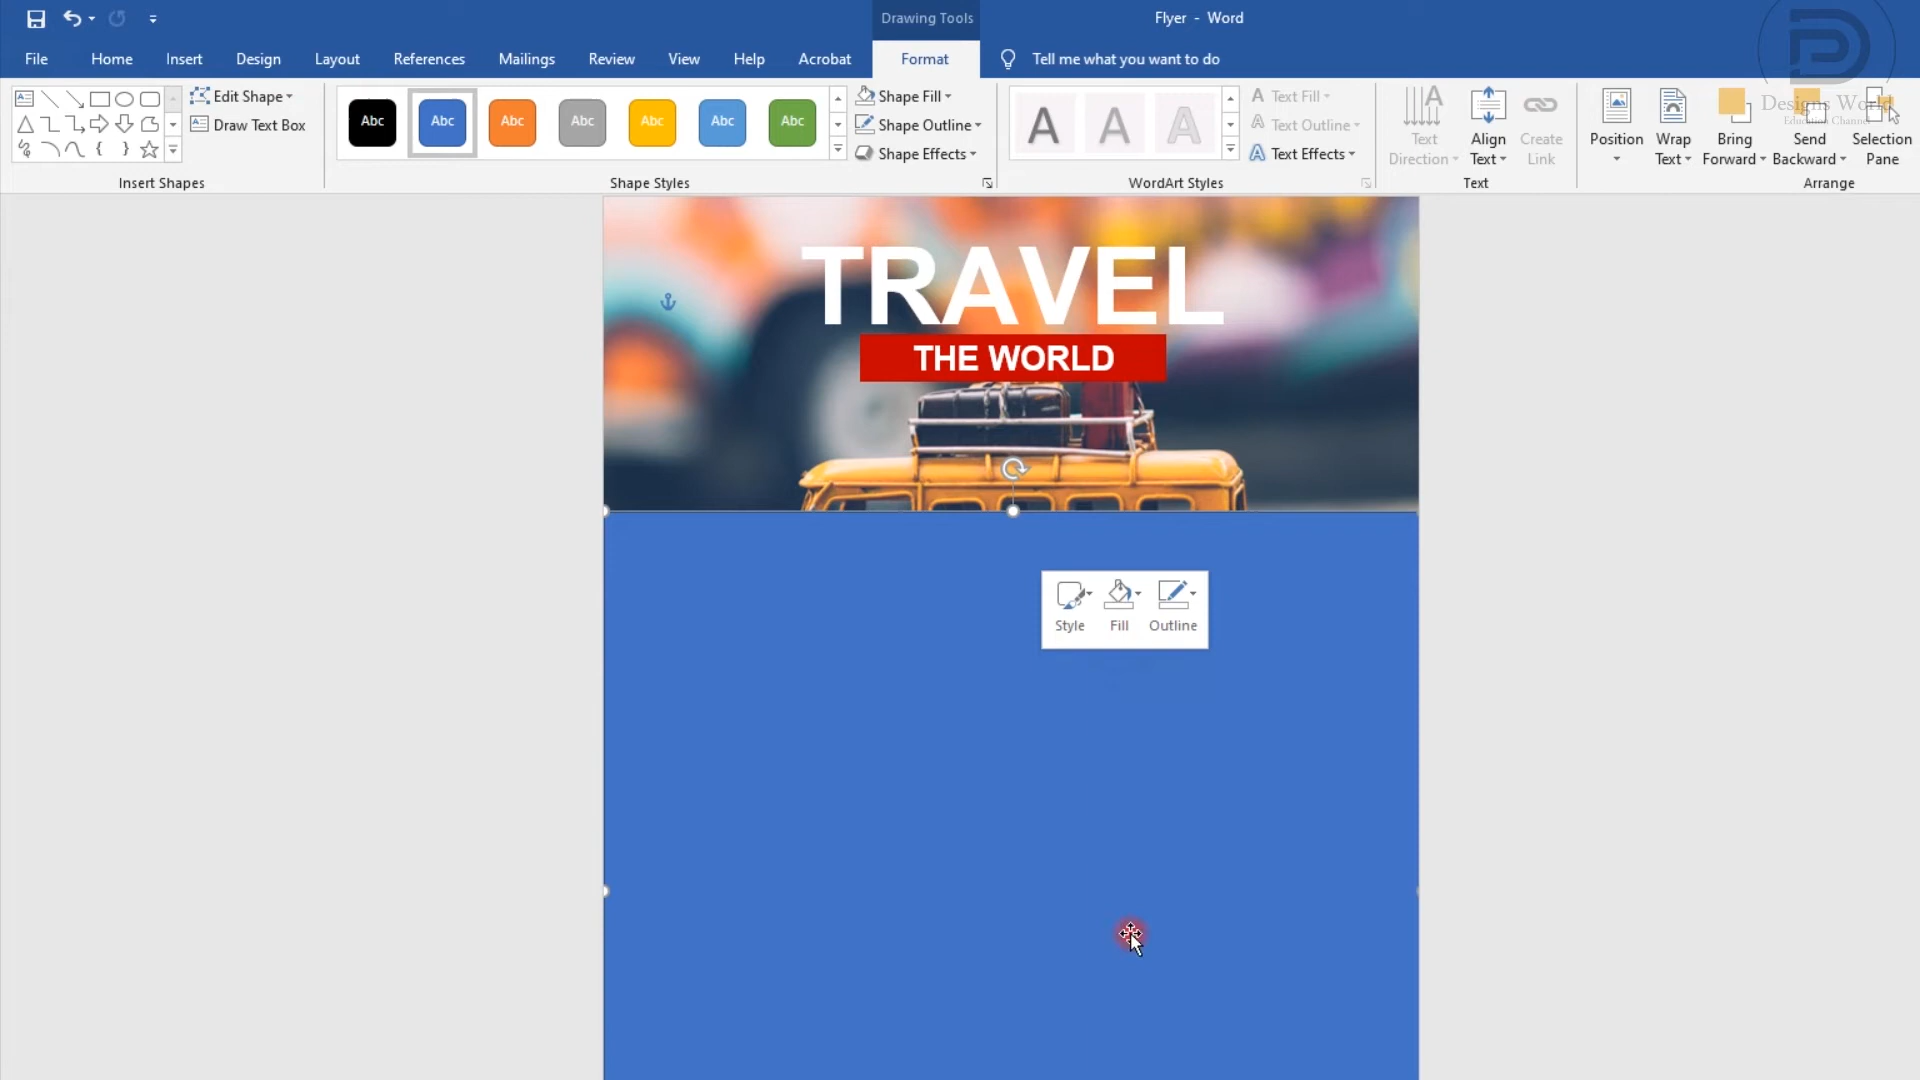 Drawing Tools
Flyer - Word
File Home Insert Design Layout References Mailings Review View Help Acrobat Format Tell me what you want to do
Edit Shape
Draw Text Box
Insert Shapes
Abc Abc Abc Abc Abc Abc Abc
Shape Fill
Shape Outline
Shape Effects
Shape Styles
A A A
Text Fill
Text Outline
Text Effects
WordArt Styles
Text
Direction
Align
Text
Create
Link
Text
Position
Wrap
Text
Bring
Forward
Send
Backward
Selection
Pane
Arrange
Designs World
Education Channel
TRAVEL
THE WORLD
Style Fill Outline